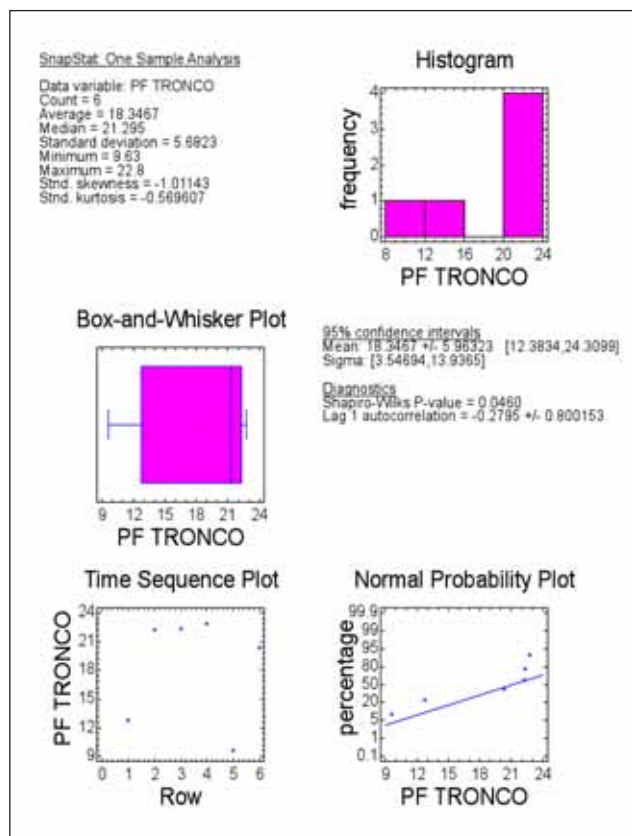 SnapStat: One Sample Analysis
Data variable: PF TRONCO
Count = 6
Average = 18.3467
Median = 21.295
Standard deviation = 5.6823
Minimum = 9.63
Maximum = 22.8
Stnd. skewness = -1.01143
Stnd. kurtosis = -0.569607
Histogram
frequency
4
3
2
1
0
8 12 16 20 24
PF TRONCO
Box-and-Whisker Plot
9 12 15 18 21 24
PF TRONCO
95% confidence intervals
Mean: 18.3467 +/- 5.96323 [12.3834,24.3099]
Sigma: [3.54694,13.9365]
Diagnostics
Shapiro-Wilks P-value = 0.0460
Lag 1 autocorrelation = -0.2795 +/- 0.800153
Time Sequence Plot
PF TRONCO
24
21
18
15
12
9
0 1 2 3 4 5 6
Row
Normal Probability Plot
percentage
99.9
99
95
80
50
20
5
1
0.1
9 12 15 18 21 24
PF TRONCO